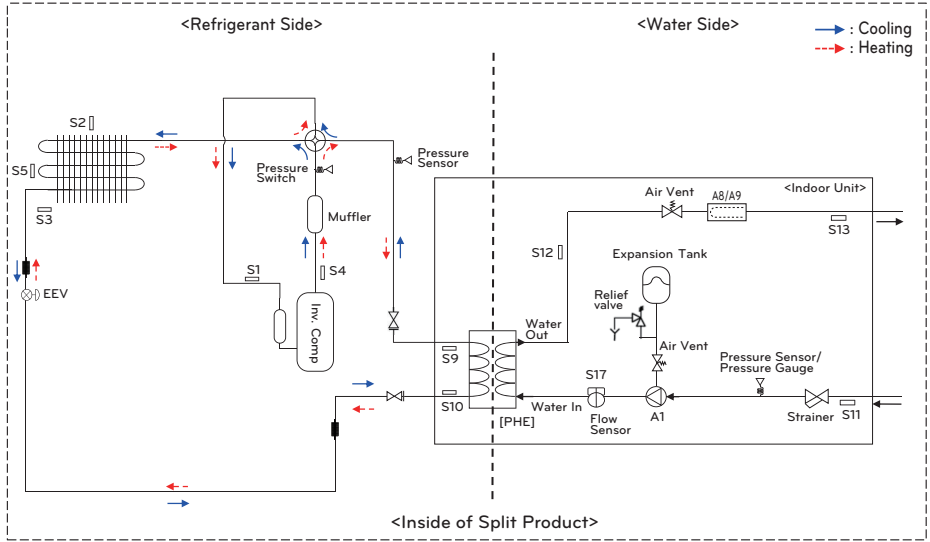 <Refrigerant Side>
<Water Side>
: Cooling
: Heating
S2
S5
S3
EEV
Pressure
Switch
Pressure
Sensor
Muffler
S1
S4
Inv. Comp
<Indoor Unit>
Air Vent
A8/A9
S13
S12
Expansion Tank
Relief
valve
Water
Out
Air Vent
S9
S10
[PHE]
Water In
S17
Flow
Sensor
A1
Pressure Sensor/
Pressure Gauge
Strainer
S11
<Inside of Split Product>